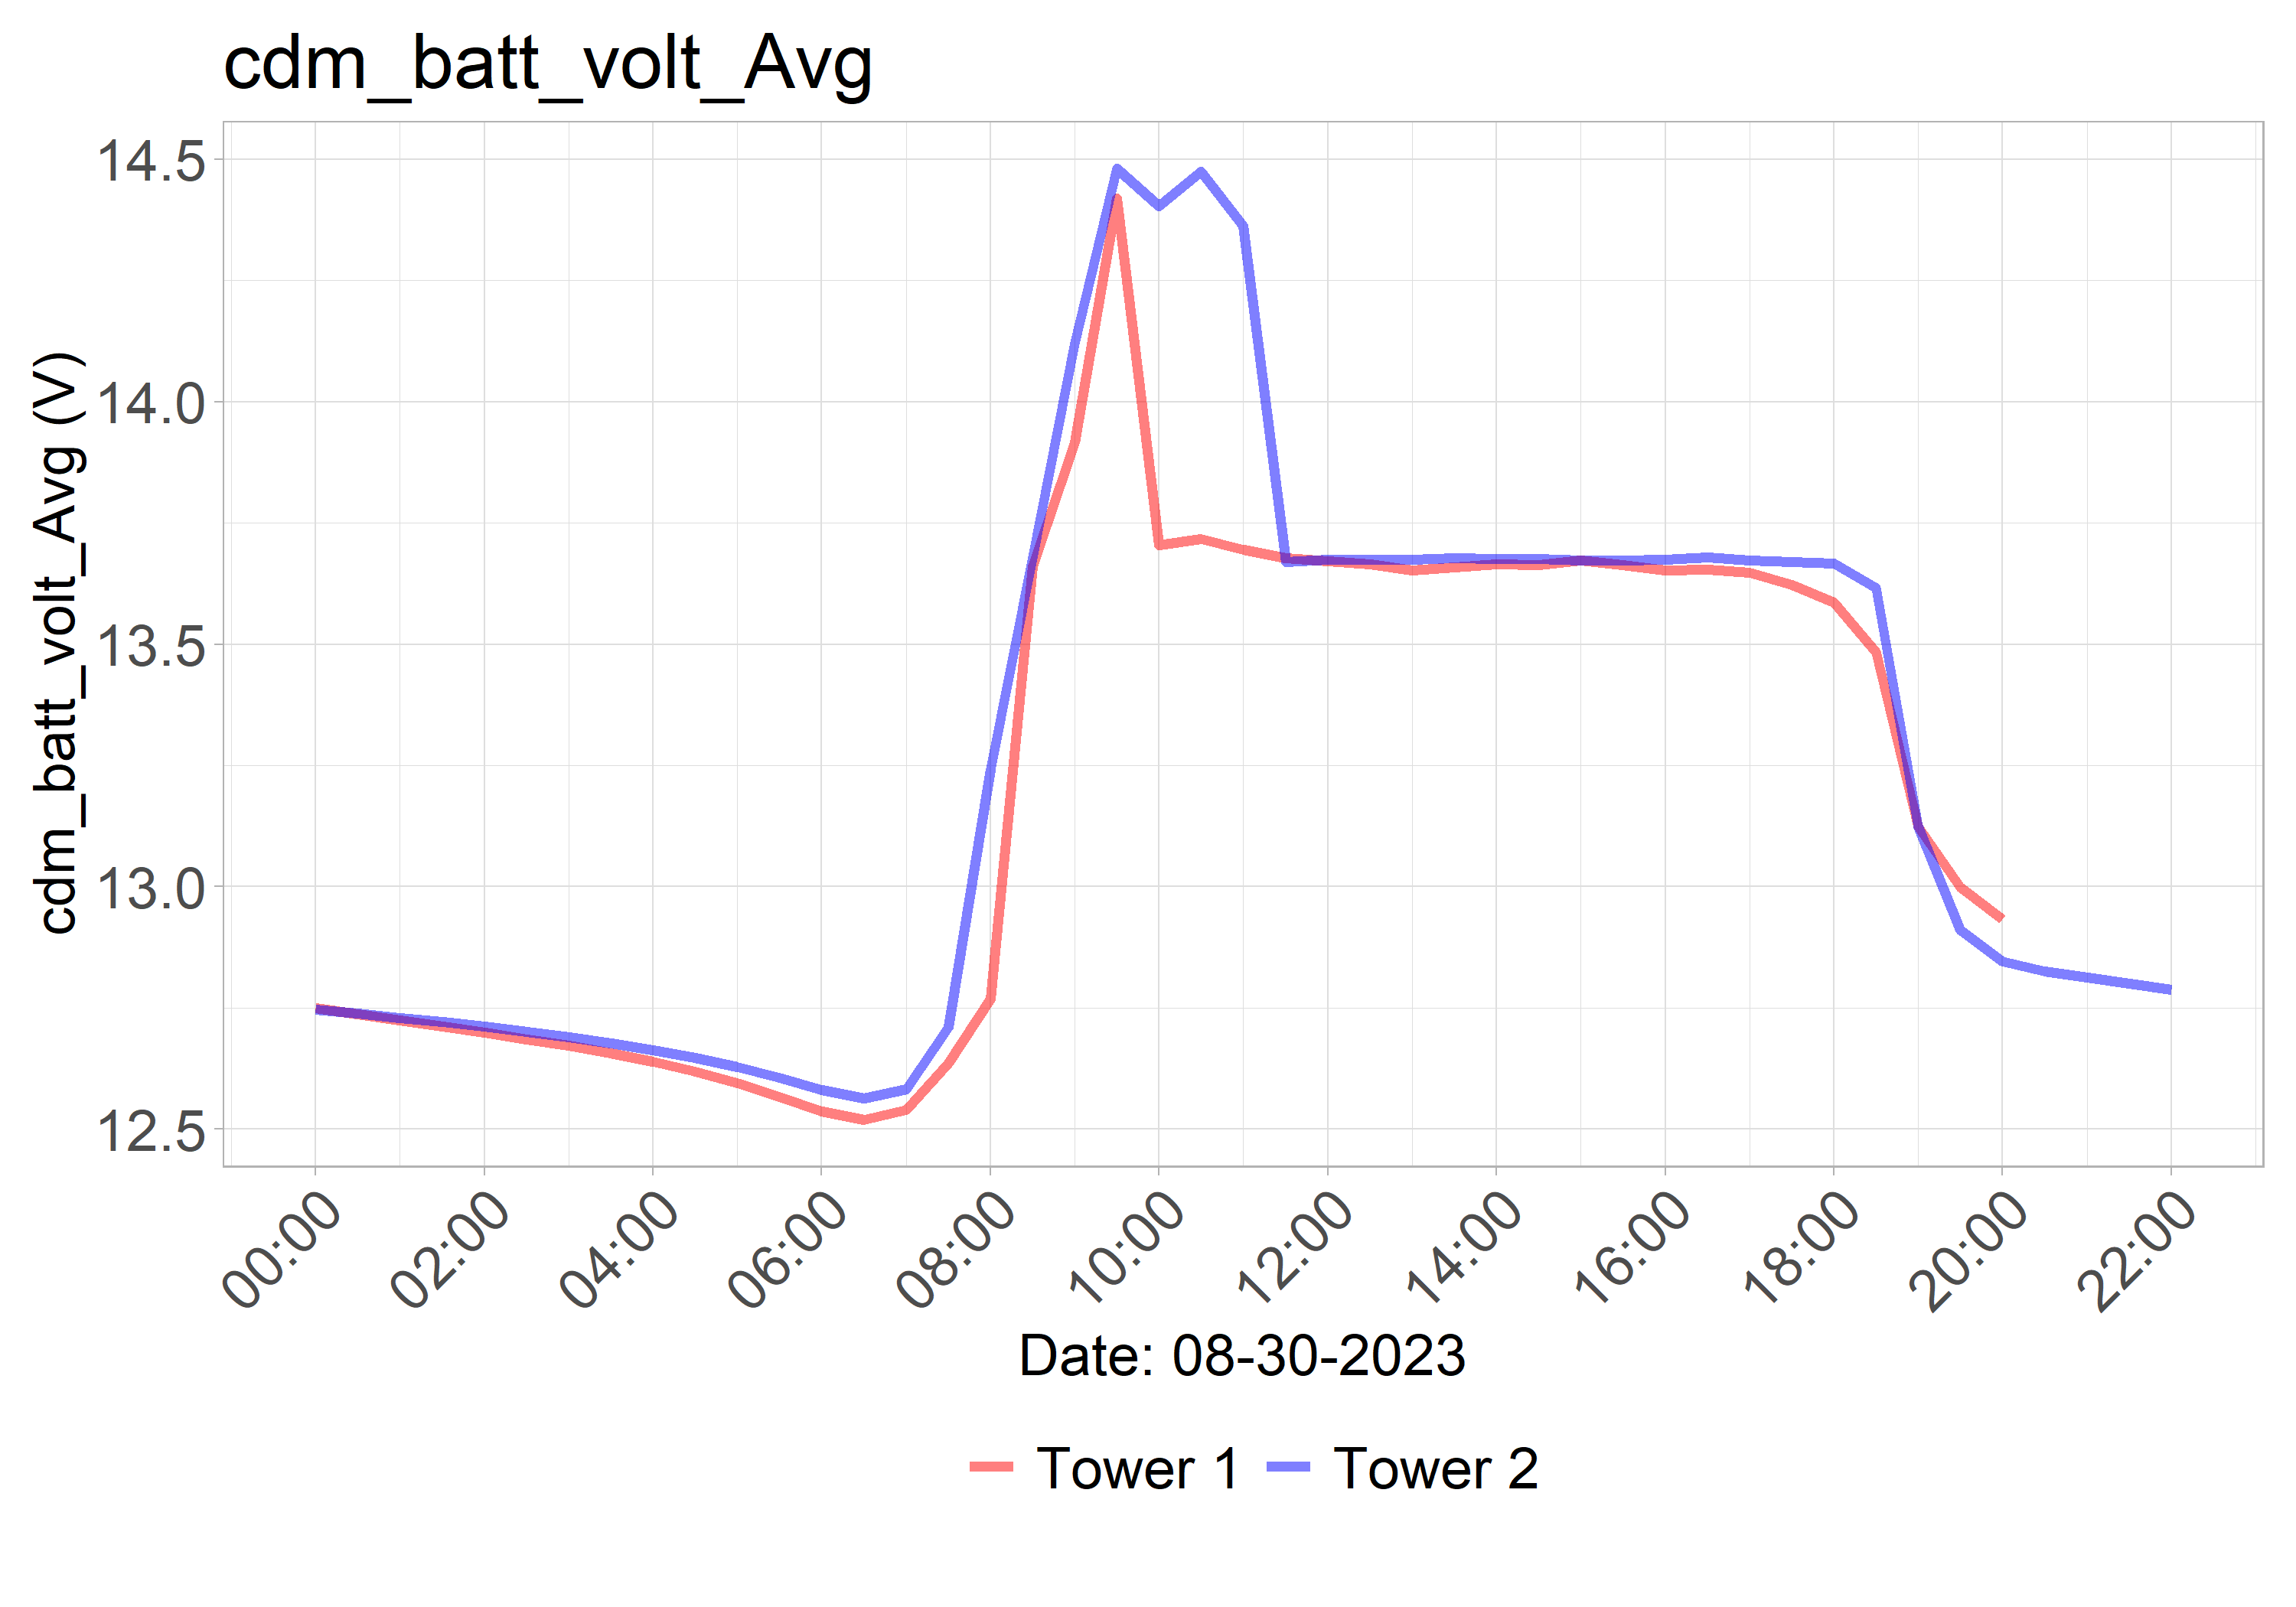 cdm_batt_volt_Avg
cdm_batt_volt_Avg (V)
14.5
14.0
13.5
13.0
12.5
00:00 02:00 04:00 06:00 08:00 10:00 12:00 14:00 16:00 18:00 20:00 22:00
Date: 08-30-2023
Tower 1 Tower 2